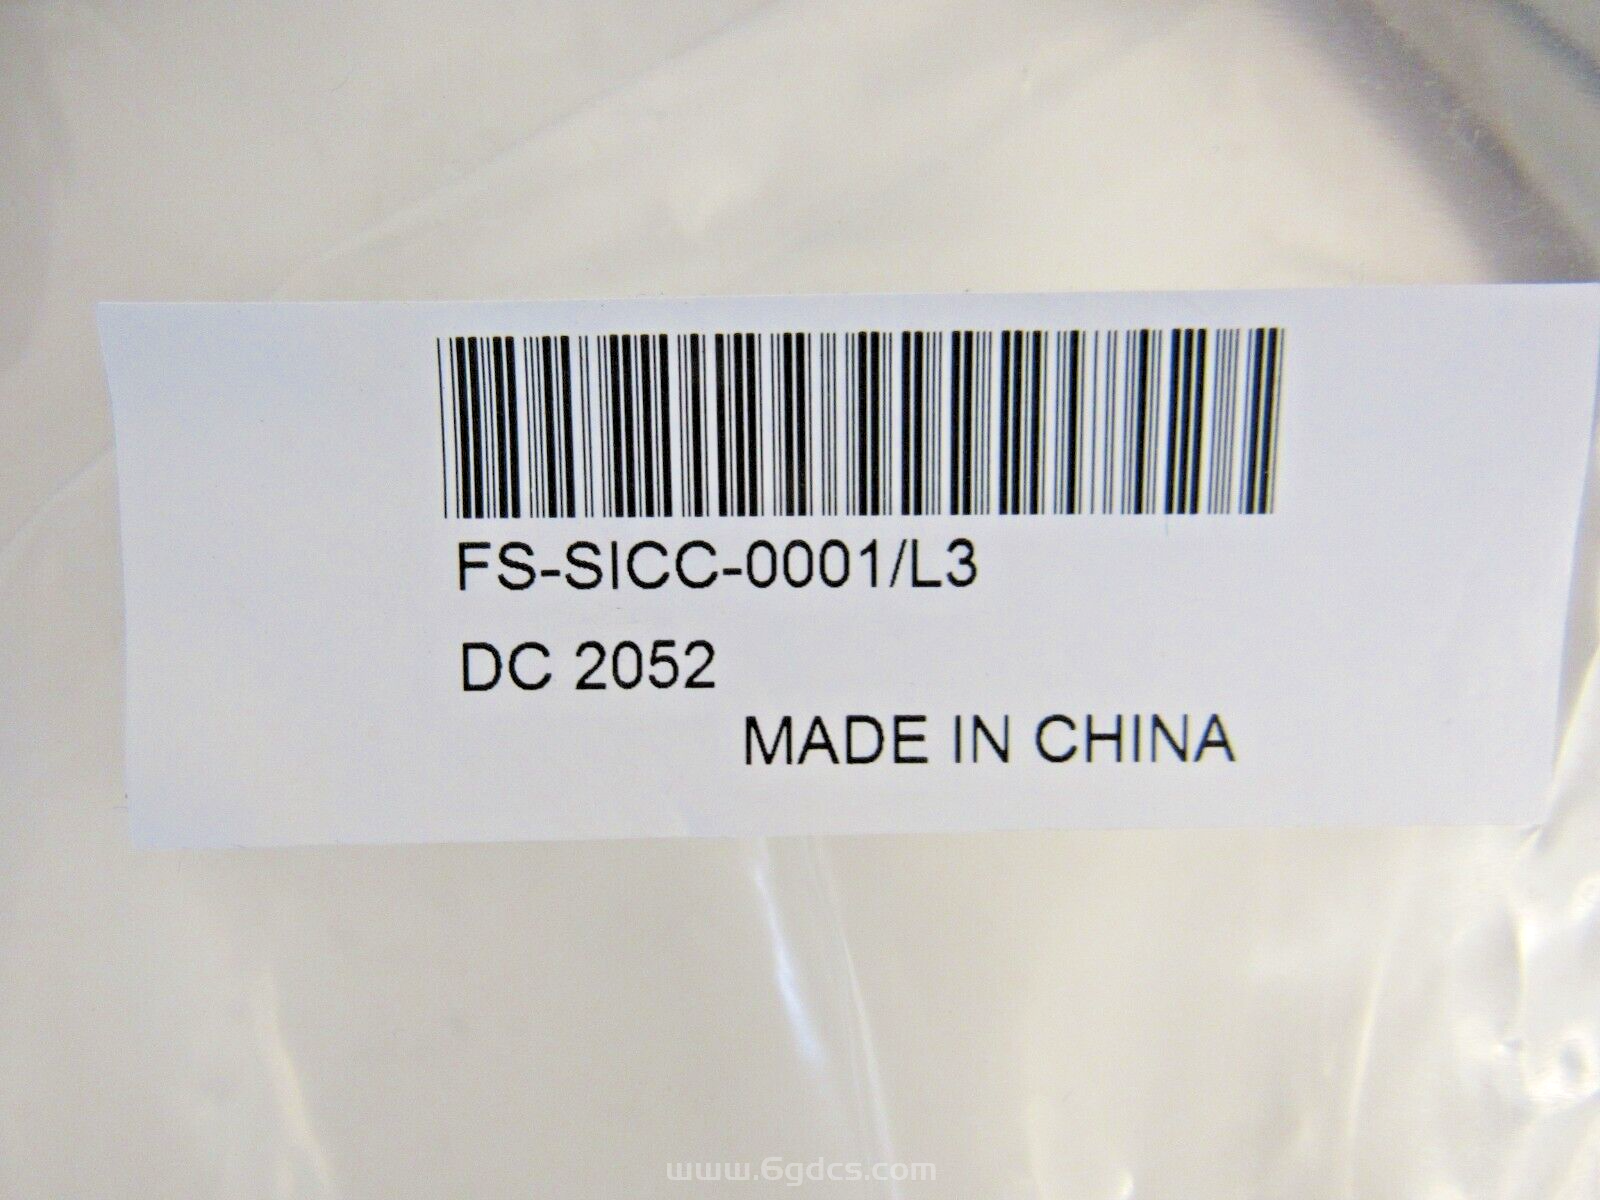 FS-SICC-0001/L3
DC 2052
MADE IN CHINA
www.6gdcs.com